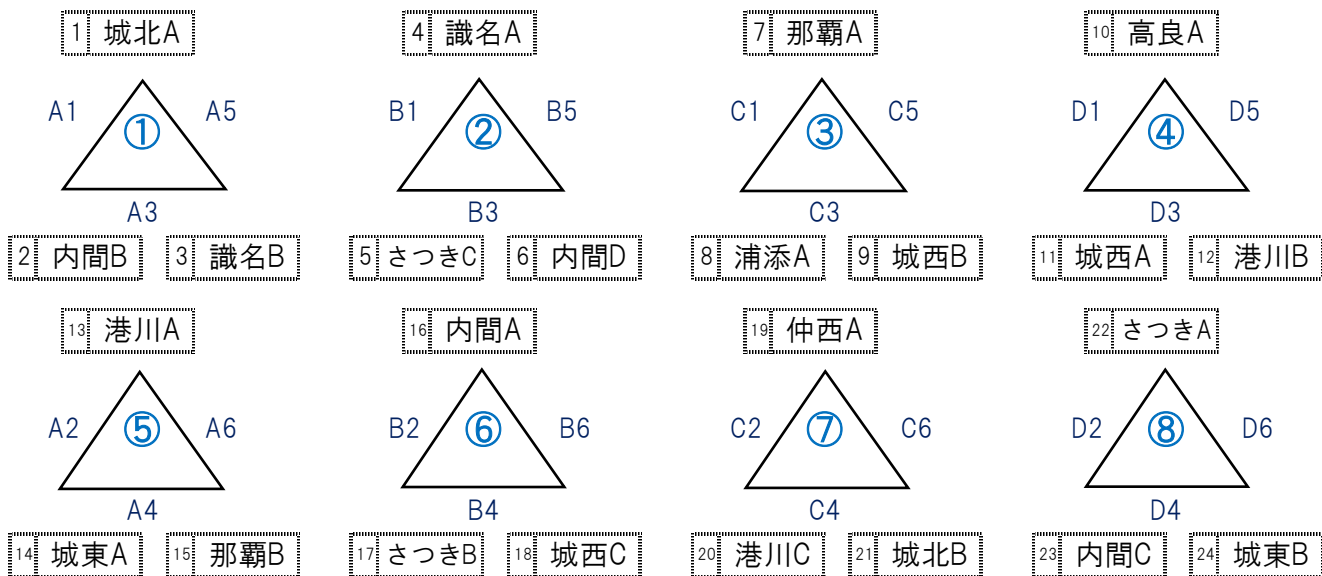 1 城北A 4 識名A 7 那覇A 10 高良A
A1 ① A5 B1 ② B5 C1 ③ C5 D1 ④ D5
A3 B3 C3 D3
2 内間B 3 識名B 5 さつきC 6 内間D 8 浦添A 9 城西B 11 城西A 12 港川B
13 港川A 16 内間A 19 仲西A 22 さつきA
A2 ⑤ A6 B2 ⑥ B6 C2 ⑦ C6 D2 ⑧ D6
A4 B4 C4 D4
14 城東A 15 那覇B 17 さつきB 18 城西C 20 港川C 21 城北B 23 内間C 24 城東B